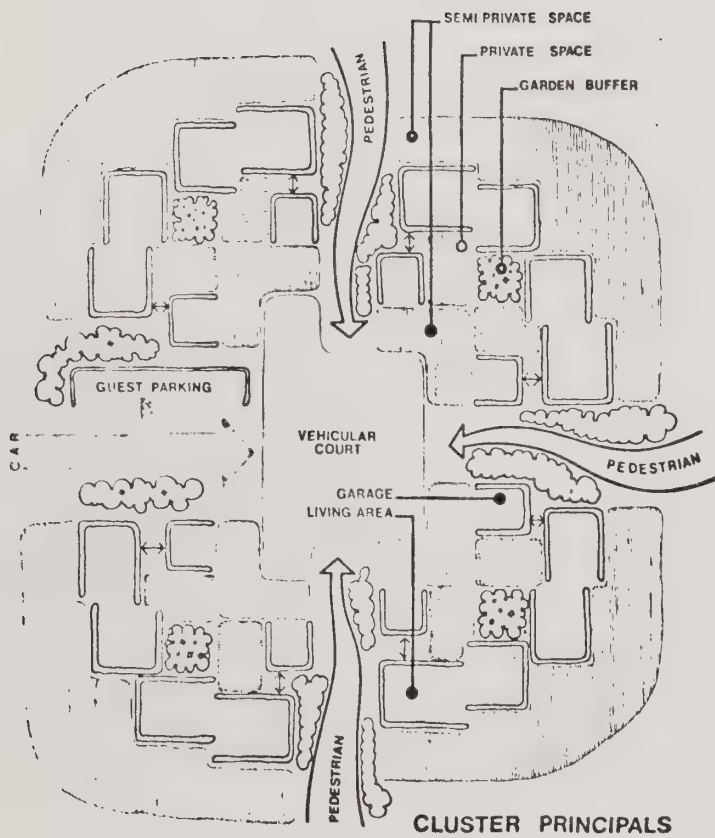 SEMI PRIVATE SPACE
PRIVATE SPACE
GARDEN BUFFER
PEDESTRIAN
GUEST PARKING
CAR
VEHICULAR
COURT
PEDESTRIAN
GARAGE
LIVING AREA
PEDESTRIAN
CLUSTER PRINCIPALS